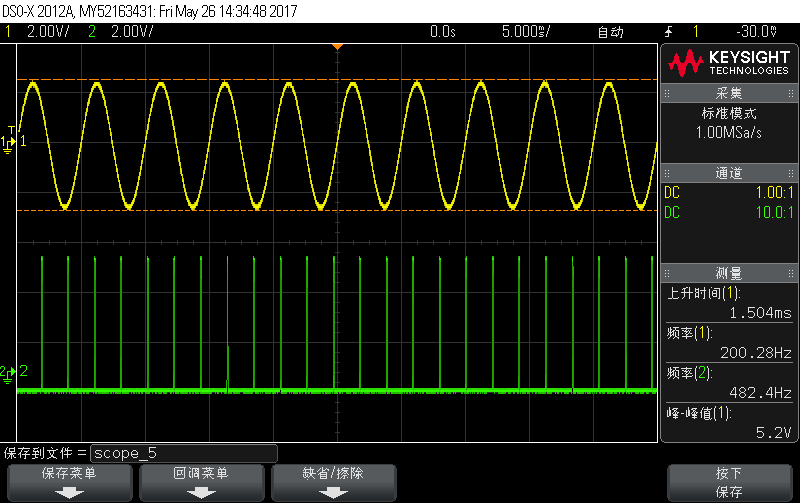 DSO-X 2012A, MY52163431: Fri May 26 14:34:48 2017
1 2.00V/ 2 2.00V/ 0.0s 5.000ms/ 自动 1 -30.0mV
KEYSIGHT
TECHNOLOGIES
采集
标准模式
1.00MSa/s
通道
DC 1.00:1
DC 10.0:1
测量
上升时间(1):
1.504ms
频率(1):
200.28Hz
频率(2):
482.4Hz
峰-峰值(1):
5.2V
T
1 1
2 2
保存到文件 = scope_5
保存菜单 回调菜单 缺省/擦除 按下
保存